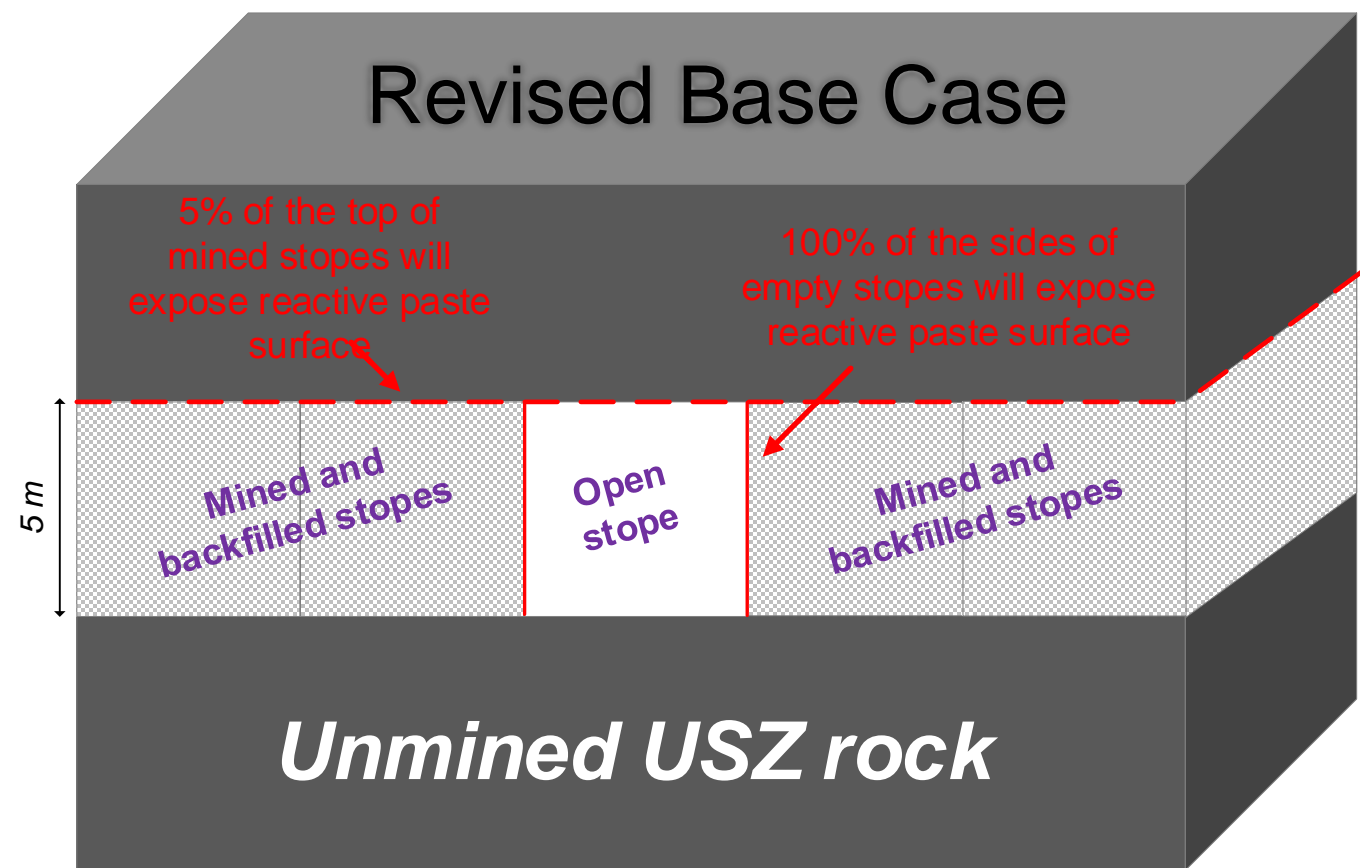 Revised Base Case
5% of the top of
mined stopes will
expose reactive paste
surface
100% of the sides of
empty stopes will expose
reactive paste surface
5 m
Mined and
backfilled stopes
Open
stope
Mined and
backfilled stopes
Unmined USZ rock